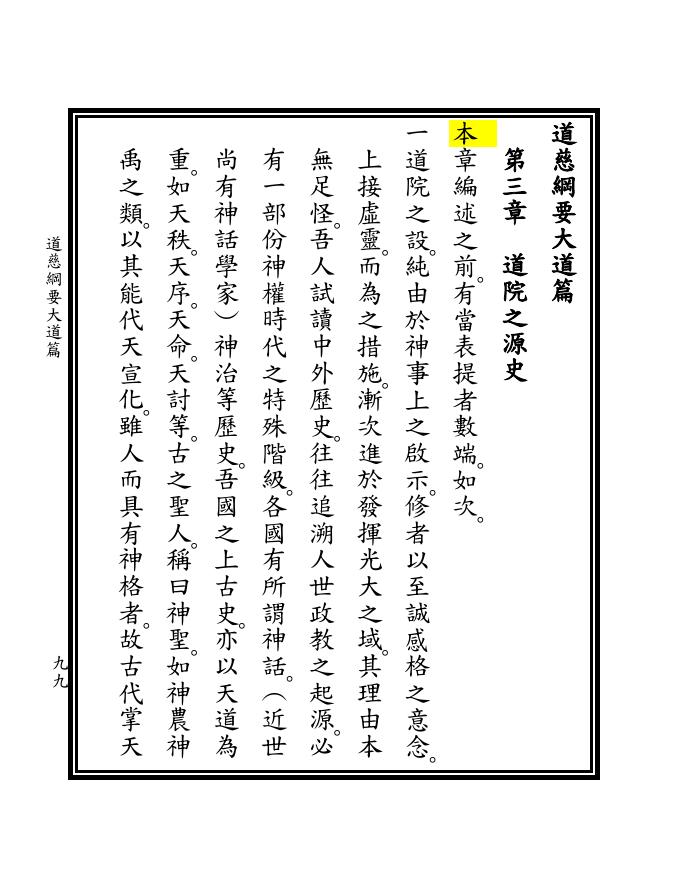 道慈綱要大道篇
第三章　道院之源史
本章編述之前。有當表提者數端。如次。
一道院之設。純由於神事上之啟示。修者以至誠感格之意念。
上接虛靈。而為之措施。漸次進於發揮光大之域。其理由本
無足怪。吾人試讀中外歷史。往往追溯人世政教之起源。必
有一部份神權時代之特殊階級。各國有所謂神話。（近世
尚有神話學家）神治等歷史。吾國之上古史。亦以天道為
重。如天秩。天序。天命。天討等。古之聖人。稱曰神聖。如神農神
禹之類。以其能代天宣化。雖人而具有神格者。故古代掌天
道慈綱要大道篇
九九